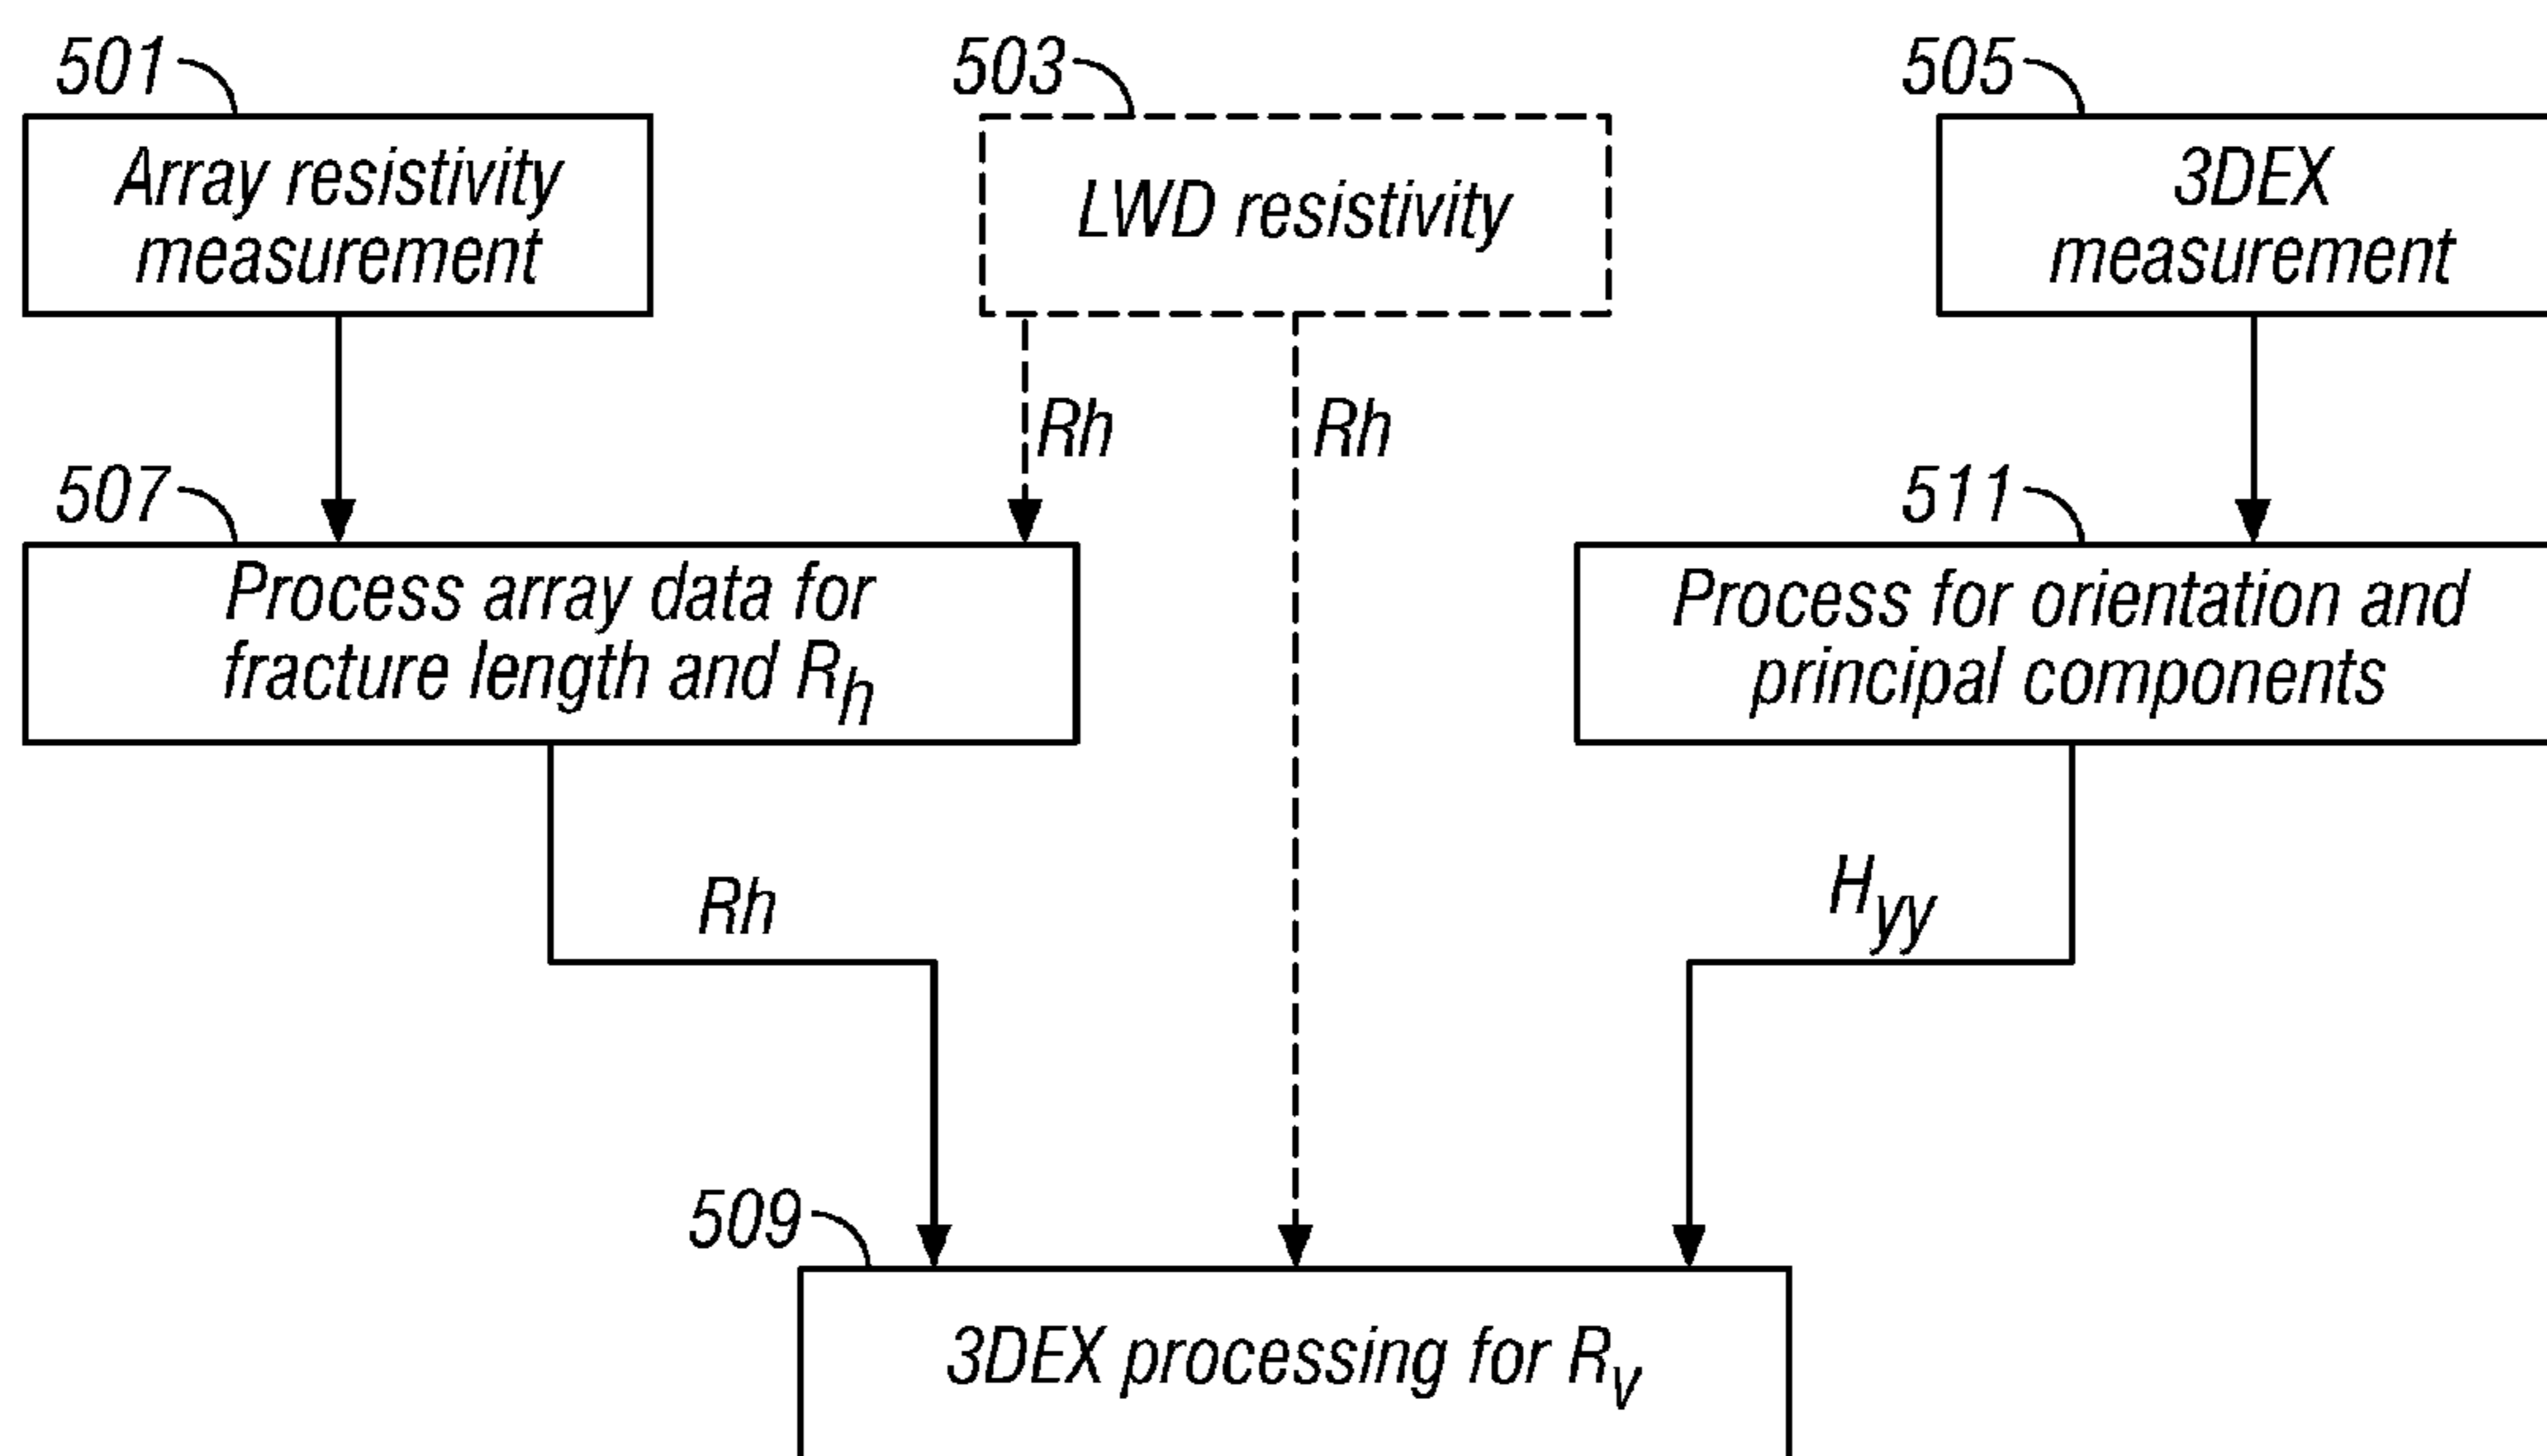 501
503
505
Array resistivity
measurement
LWD resistivity
3DEX
measurement
Rh
Rh
507
511
Process array data for
fracture length and Rh
Process for orientation and
principal components
Rh
Hyy
509
3DEX processing for Rv